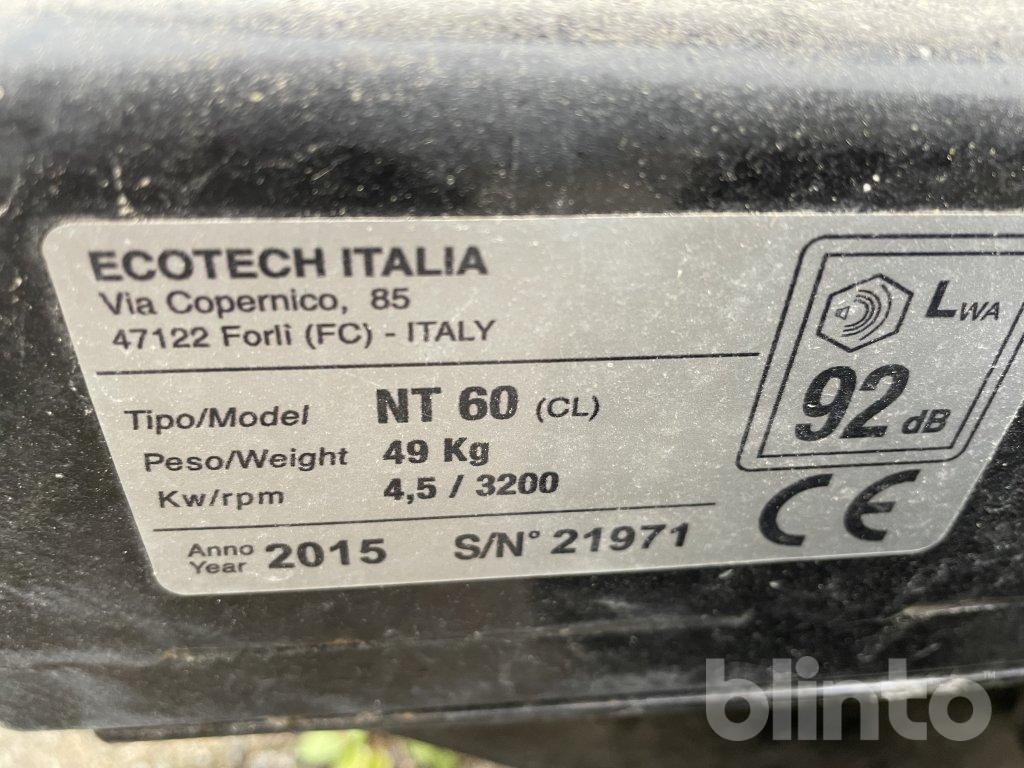 ECOTECH ITALIA
Via Copernico, 85
47122 Forlì (FC) - ITALY
Tipo/Model NT 60 (CL)
Peso/Weight 49 Kg
Kw/rpm 4,5 / 3200
Anno
Year 2015 S/N° 21971
LWA
92 dB
CE
blinto™